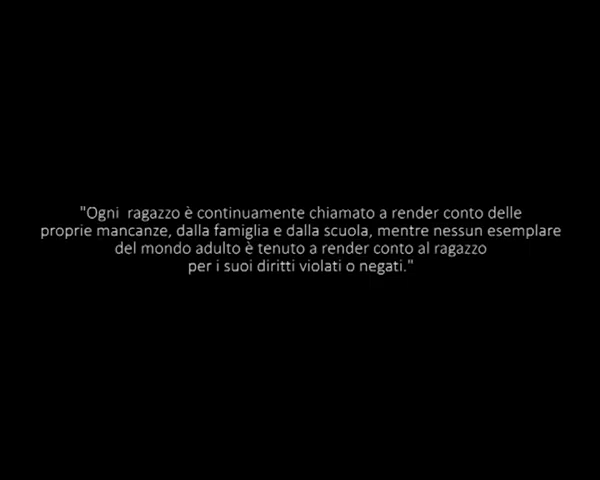 "Ogni  ragazzo è continuamente chiamato a render conto delle
proprie mancanze, dalla famiglia e dalla scuola, mentre nessun esemplare
del mondo adulto è tenuto a render conto al ragazzo
per i suoi diritti violati o negati."